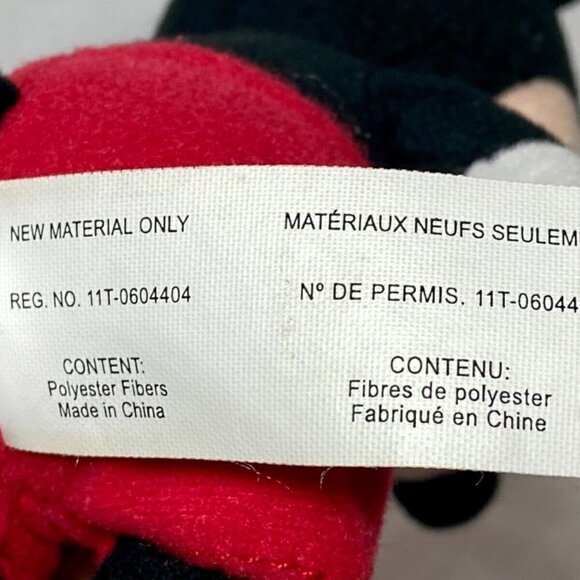 NEW MATERIAL ONLY
REG. NO. 11T-0604404
CONTENT:
Polyester Fibers
Made in China
MATÉRIAUX NEUFS SEULEM
Nº DE PERMIS. 11T-06044
CONTENU:
Fibres de polyester
Fabriqué en Chine